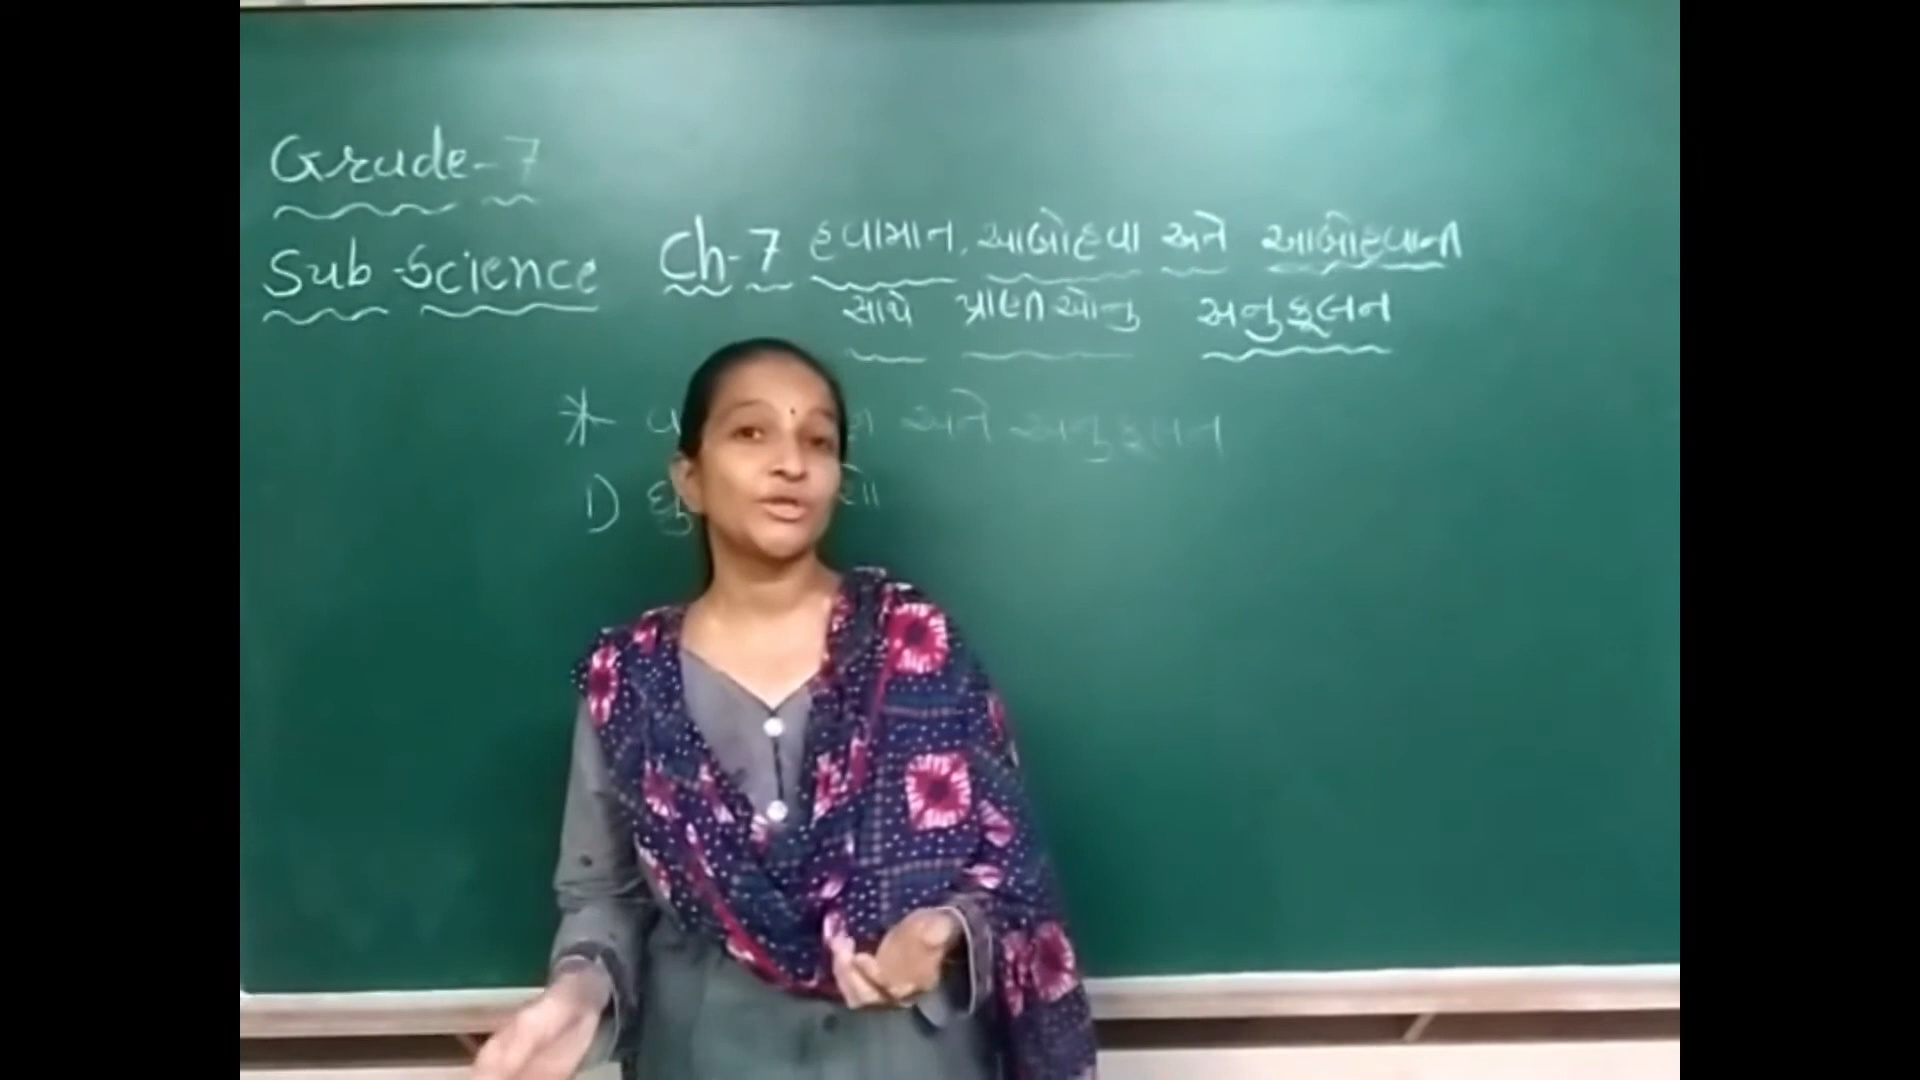 Grade-7
Sub-Science
Ch-7 હવામાન, આબોહવા અને આબોહવાની
સાથે પ્રાણીઓનુ અનુકૂલન
* અને અનુકૂલન
1)